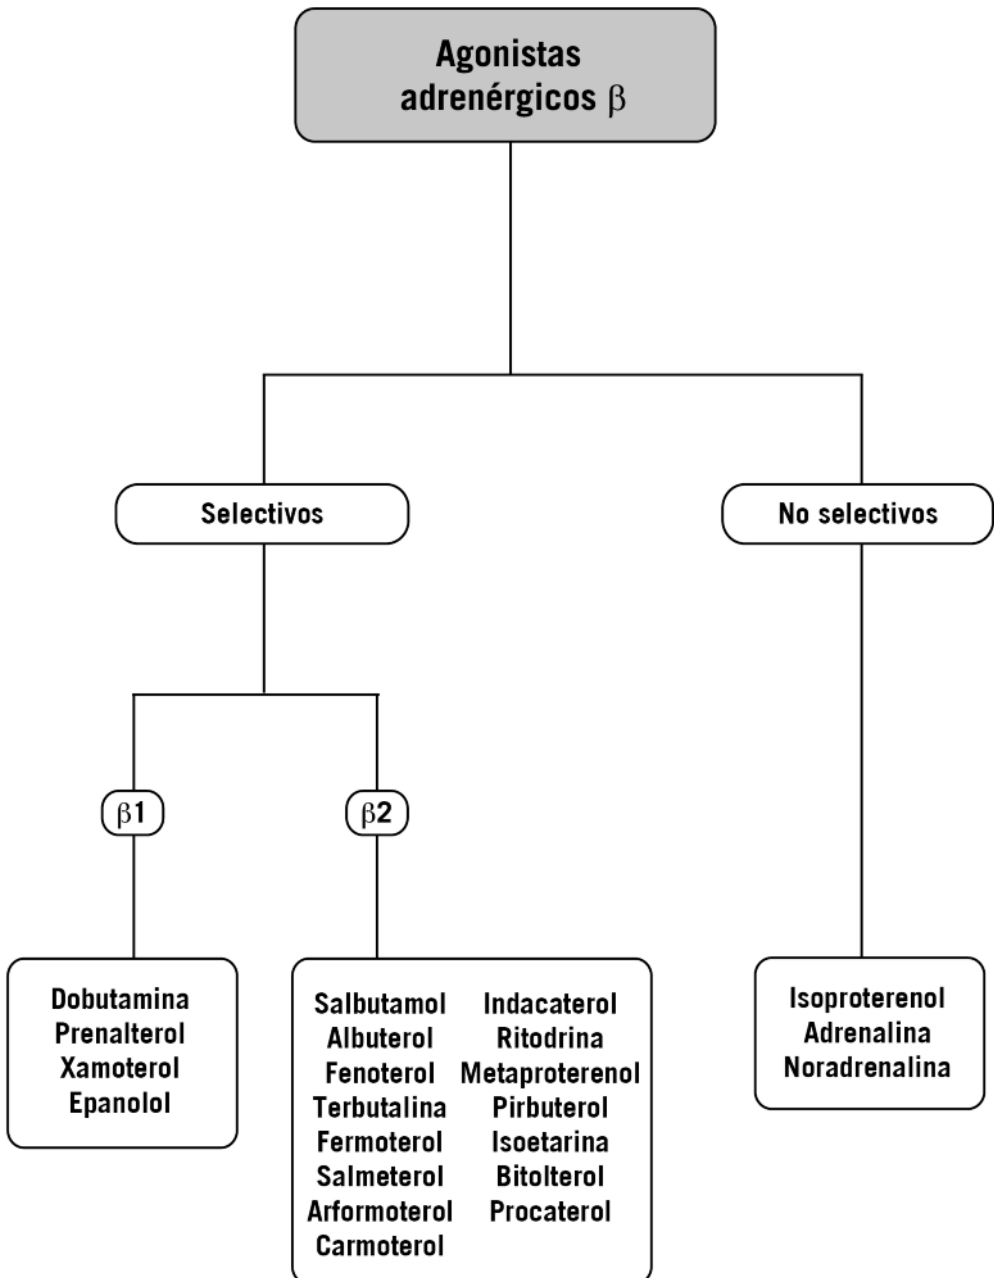 Agonistas
adrenérgicos β
Selectivos
No selectivos
β1
β2
Dobutamina
Prenalterol
Xamoterol
Epanolol
Salbutamol
Albuterol
Fenoterol
Terbutalina
Fermoterol
Salmeterol
Arformoterol
Carmoterol
Indacaterol
Ritodrina
Metaproterenol
Pirbuterol
Isoetarina
Bitolterol
Procaterol
Isoproterenol
Adrenalina
Noradrenalina